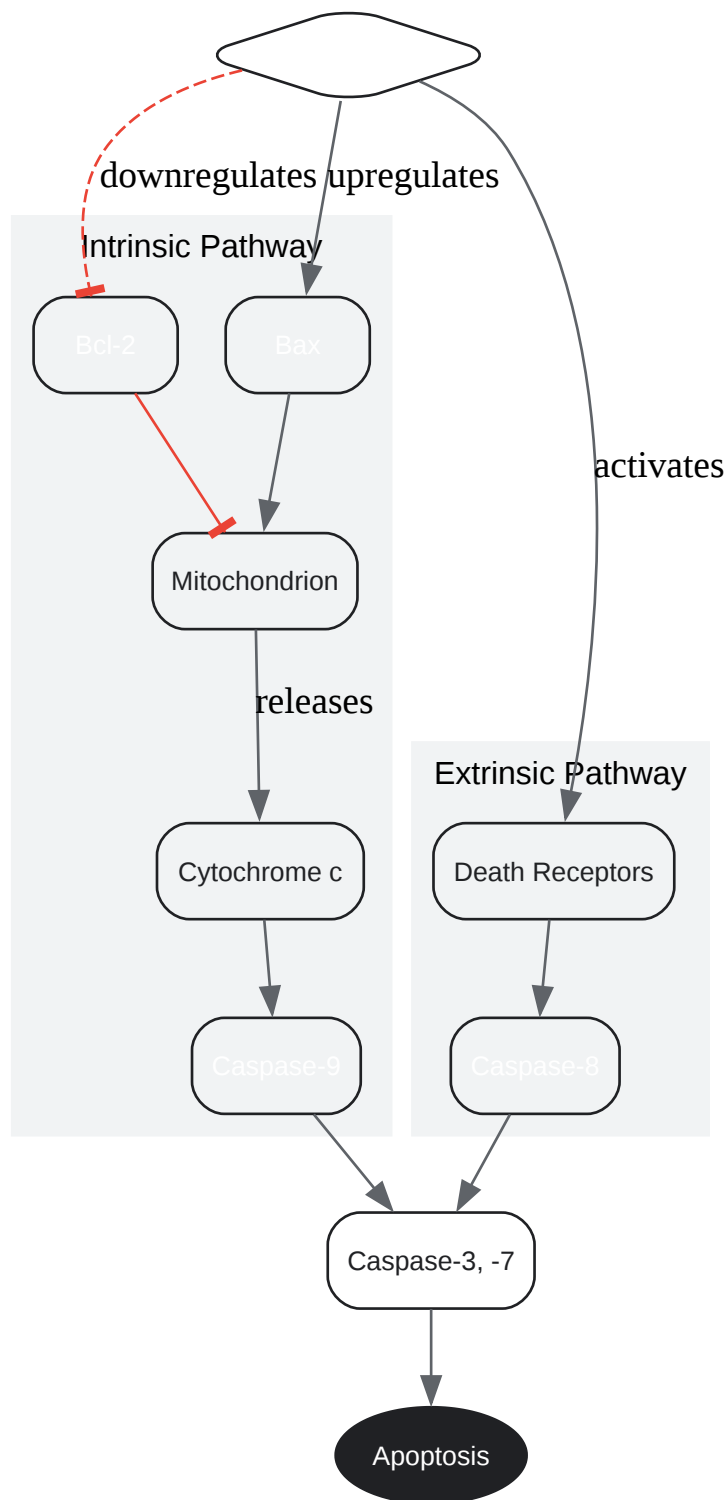 downregulates
upregulates
Intrinsic Pathway
Bcl-2
Bax
activates
Mitochondrion
releases
Extrinsic Pathway
Cytochrome c
Death Receptors
Caspase-9
Caspase-8
Caspase-3, -7
Apoptosis